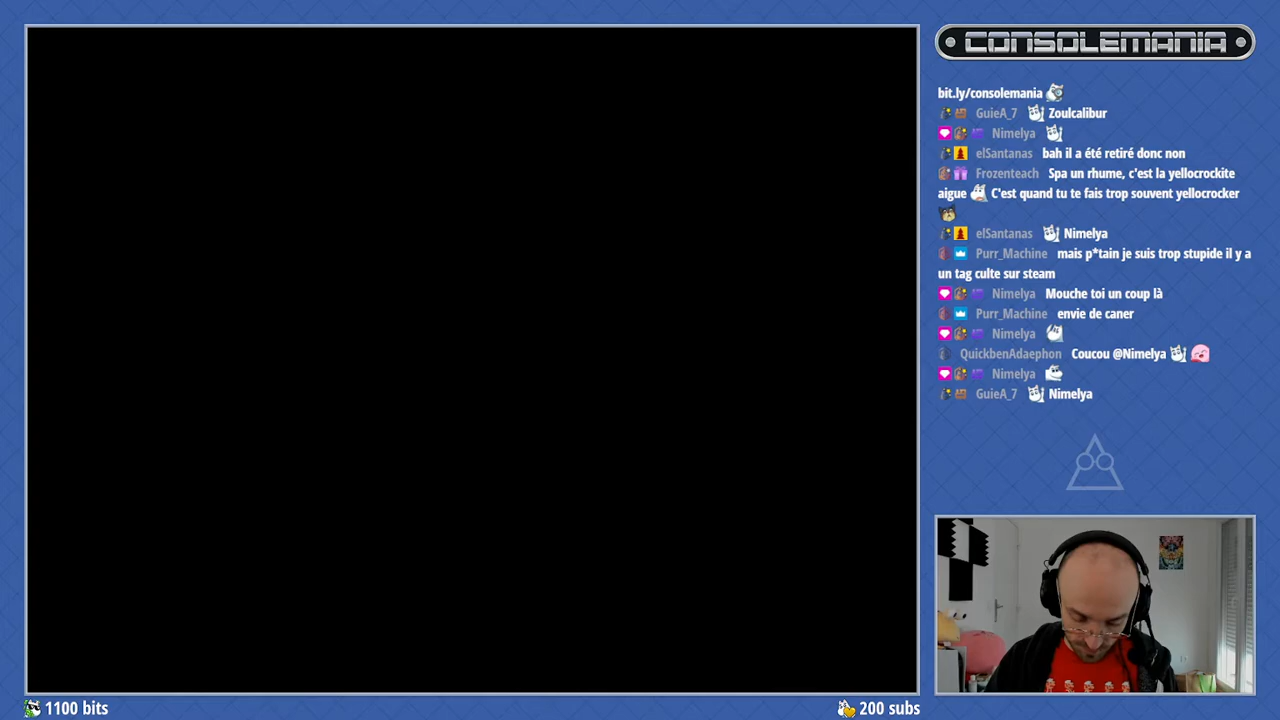 CONSOLEMANIA
bit.ly/consolemania
GuieA_7 Zoulcalibur
Nimelya
elSantanas bah il a été retiré donc non
Frozenteach Spa un rhume, c'est la yellocrockite
aigue C'est quand tu te fais trop souvent yellocrocker
elSantanas Nimelya
Purr_Machine mais p*tain je suis trop stupide il y a
un tag culte sur steam
Nimelya Mouche toi un coup là
Purr_Machine envie de caner
Nimelya
QuickbenAdaephon Coucou @Nimelya
Nimelya
GuieA_7 Nimelya
1100 bits
200 subs